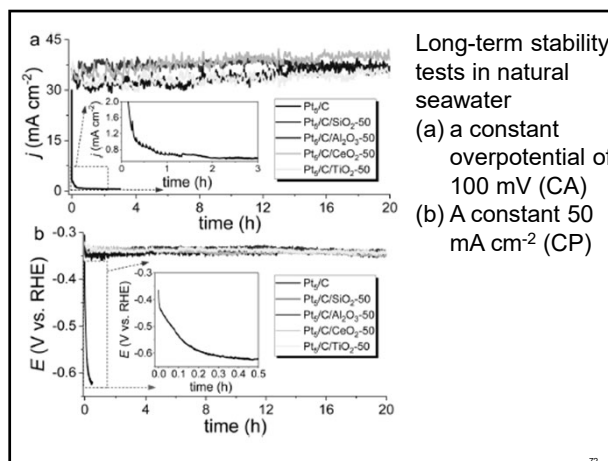 a
45
30
15
0
j (mA cm⁻²)
2.0
1.5
1.0
0.5
j (mA cm⁻²)
0 1 2 3
time (h)
Pt₅/C
Pt₅/C/SiO₂-50
Pt₅/C/Al₂O₃-50
Pt₅/C/CeO₂-50
Pt₅/C/TiO₂-50
0 4 8 12 16 20
time (h)
b
-0.3
-0.4
-0.5
-0.6
E (V vs. RHE)
-0.3
-0.4
-0.5
-0.6
E (V vs. RHE)
0.0 0.1 0.2 0.3 0.4 0.5
time (h)
Pt₅/C
Pt₅/C/SiO₂-50
Pt₅/C/Al₂O₃-50
Pt₅/C/CeO₂-50
Pt₅/C/TiO₂-50
0 4 8 12 16 20
time (h)
Long-term stability
tests in natural
seawater
(a) a constant
overpotential of
100 mV (CA)
(b) A constant 50
mA cm⁻² (CP)